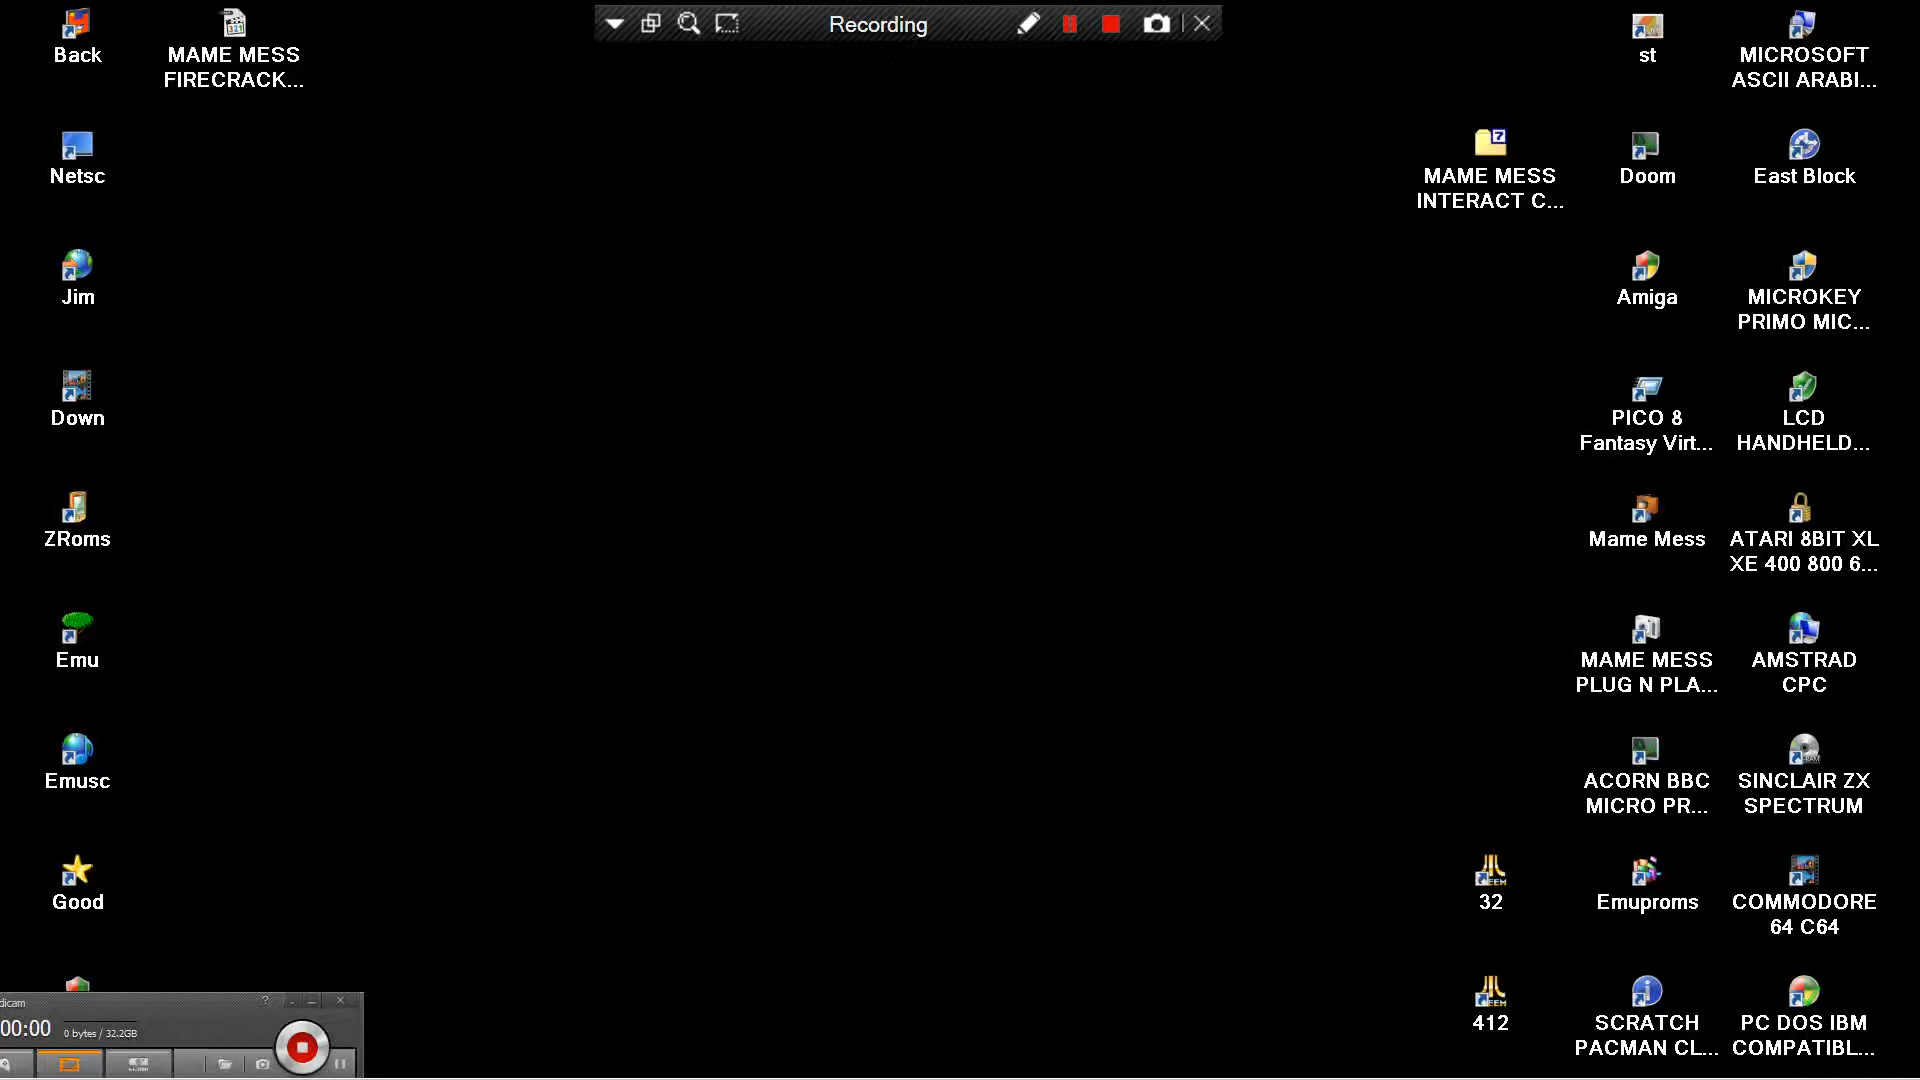 Recording
Back
MAME MESS
FIRECRACK...
st
MICROSOFT
ASCII ARABI...
Netsc
MAME MESS
INTERACT C...
Doom
East Block
Jim
Amiga
MICROKEY
PRIMO MIC...
Down
PICO 8
Fantasy Virt...
LCD
HANDHELD...
ZRoms
Mame Mess
ATARI 8BIT XL
XE 400 800 6...
Emu
MAME MESS
PLUG N PLA...
AMSTRAD
CPC
Emusc
ACORN BBC
MICRO PR...
SINCLAIR ZX
SPECTRUM
Good
32
Emuproms
COMMODORE
64 C64
412
SCRATCH
PACMAN CL...
PC DOS IBM
COMPATIBL...
dicam
00:00
0 bytes / 32.2GB